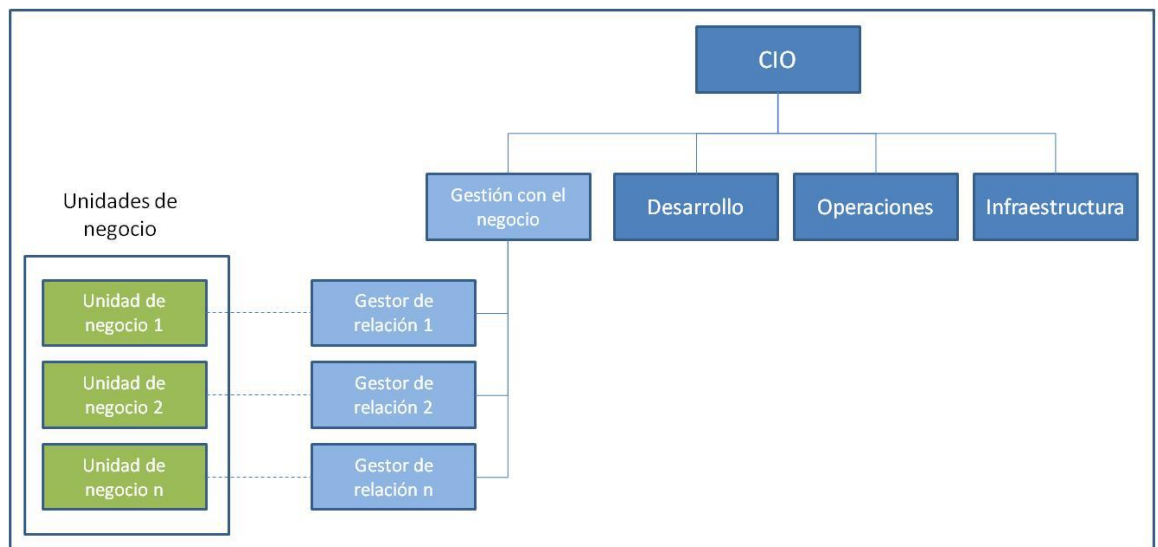 CIO
Gestión con el
negocio
Desarrollo
Operaciones
Infraestructura
Unidades de
negocio
Unidad de
negocio 1
Gestor de
relación 1
Unidad de
negocio 2
Gestor de
relación 2
Unidad de
negocio n
Gestor de
relación n